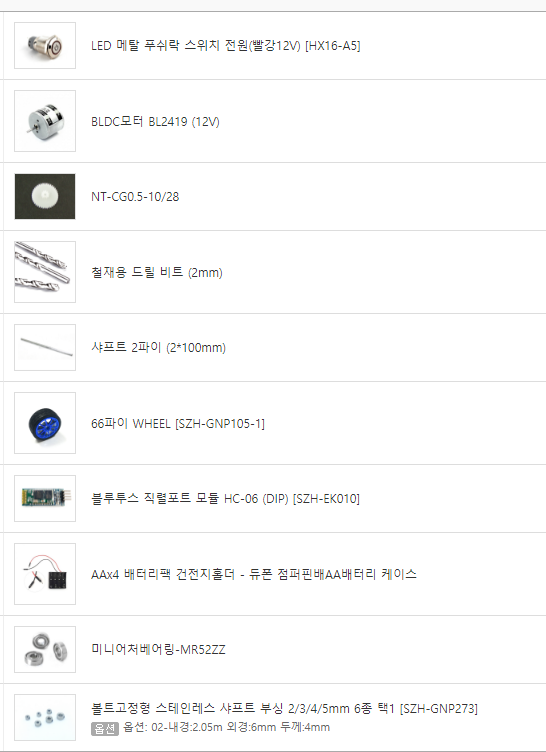 LED 메탈 푸쉬락 스위치 전원(빨강12V) [HX16-A5]
BLDC모터 BL2419 (12V)
NT-CG0.5-10/28
철재용 드릴 비트 (2mm)
샤프트 2파이 (2*100mm)
66파이 WHEEL [SZH-GNP105-1]
블루투스 직렬포트 모듈 HC-06 (DIP) [SZH-EK010]
AAx4 배터리팩 건전지홀더 - 듀폰 점퍼핀배AA배터리 케이스
미니어처베어링-MR52ZZ
볼트고정형 스테인레스 샤프트 부싱 2/3/4/5mm 6종 택1 [SZH-GNP273]
옵션 옵션: 02-내경:2.05m 외경:6mm 두께:4mm